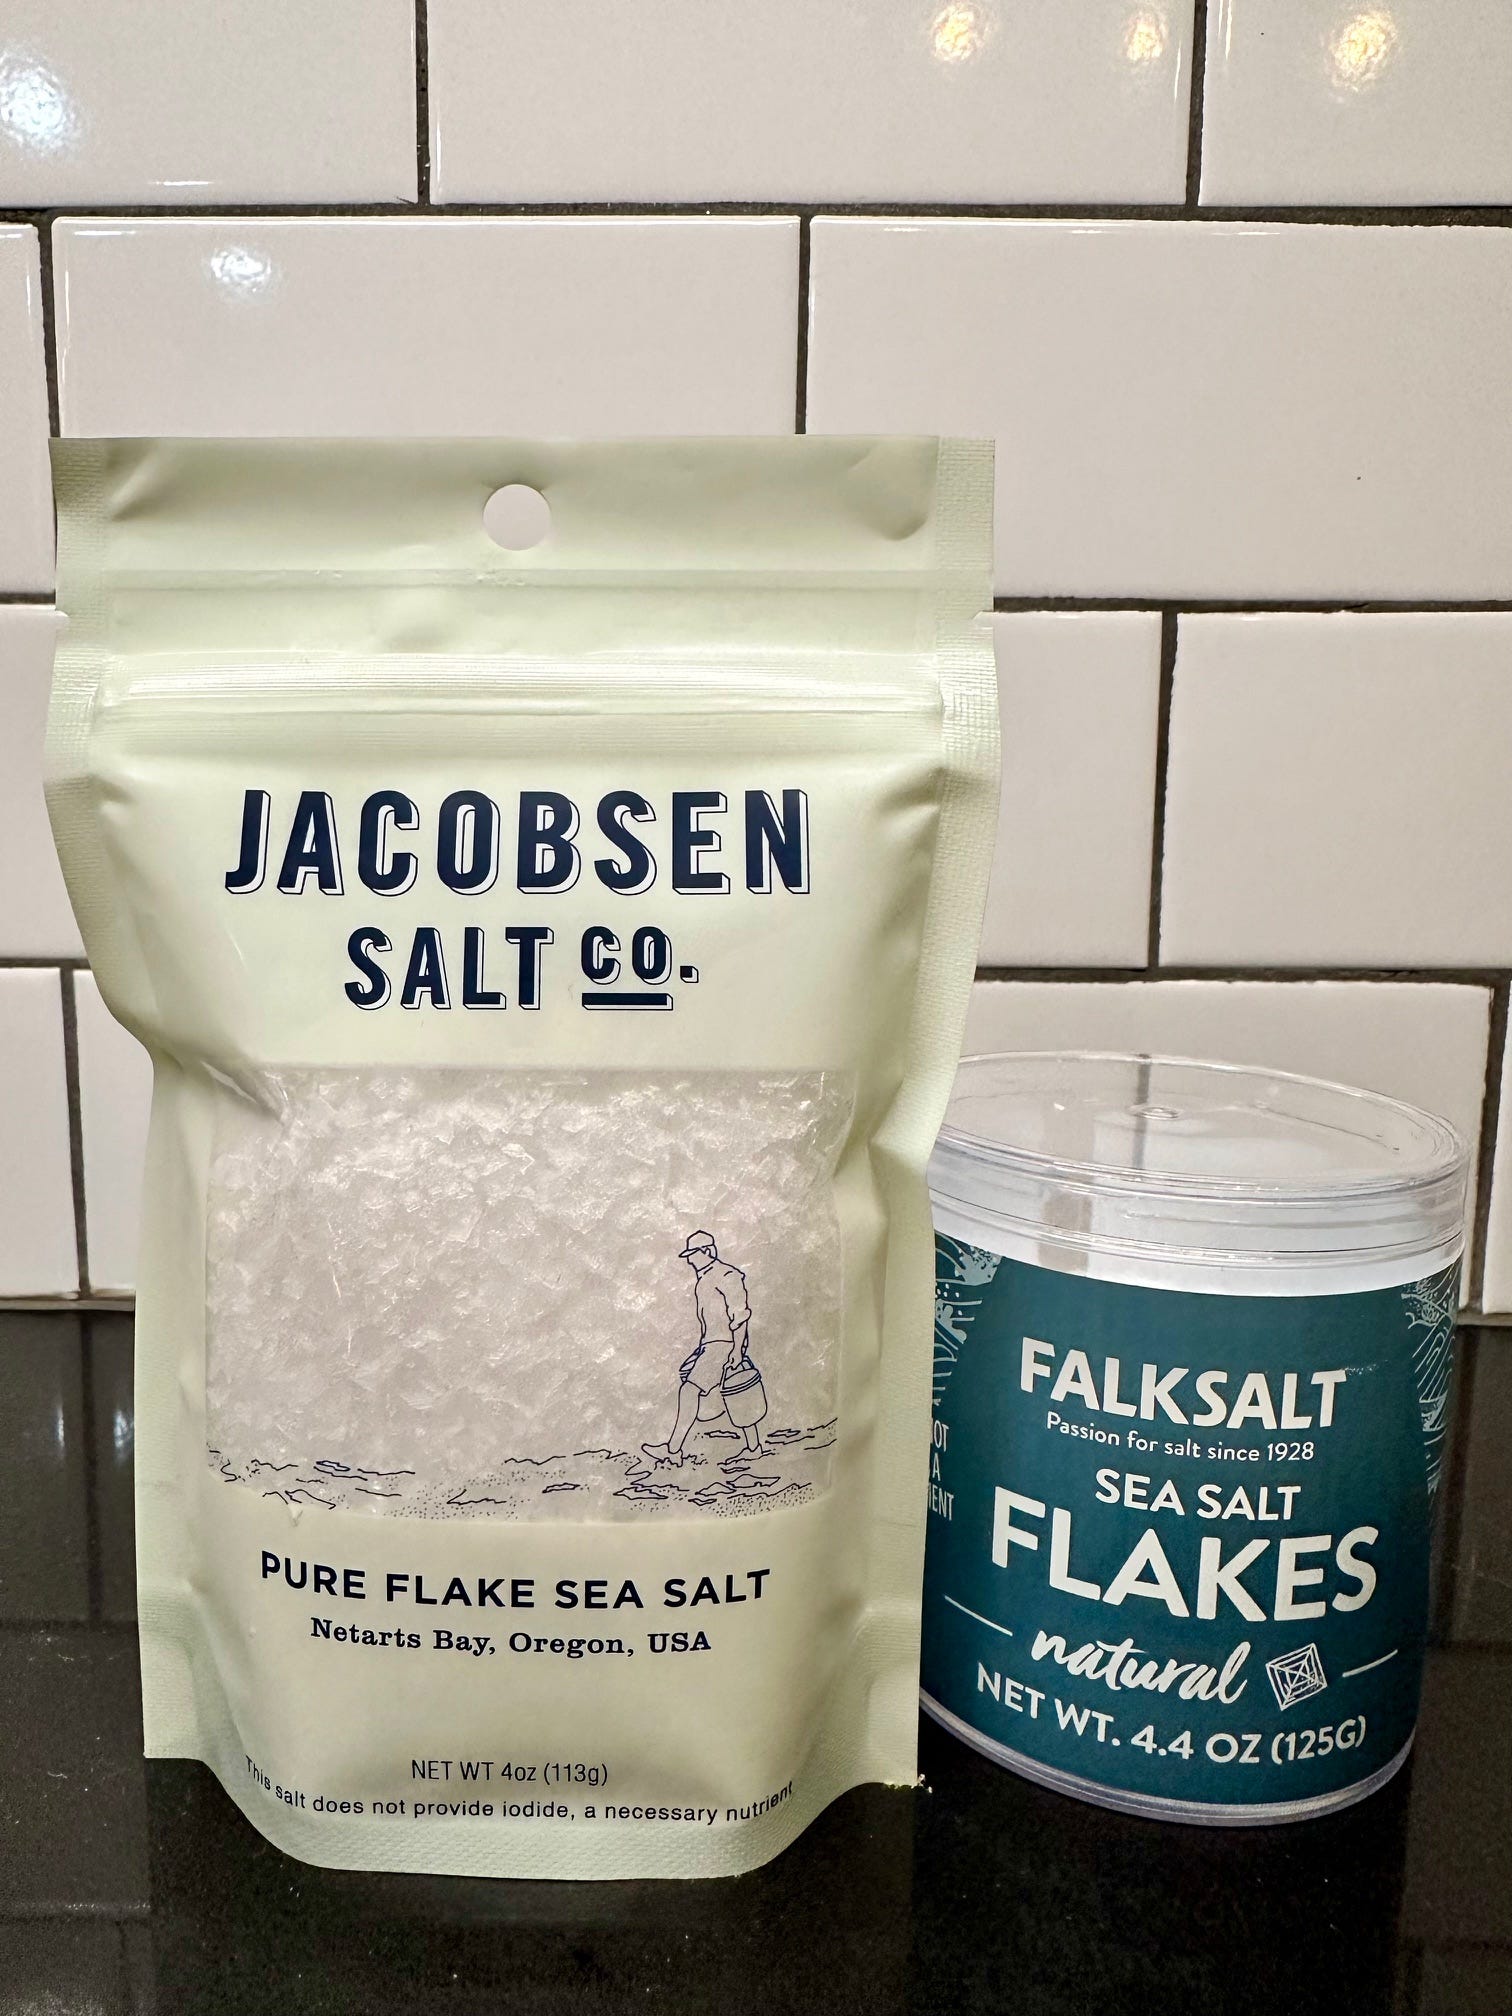 JACOBSEN
SALT CO.
PURE FLAKE SEA SALT
Netarts Bay, Oregon, USA
NET WT 4oz (113g)
This salt does not provide iodide, a necessary nutrient
FALKSALT
Passion for salt since 1928
SEA SALT
FLAKES
natural
NET WT. 4.4 OZ (125G)